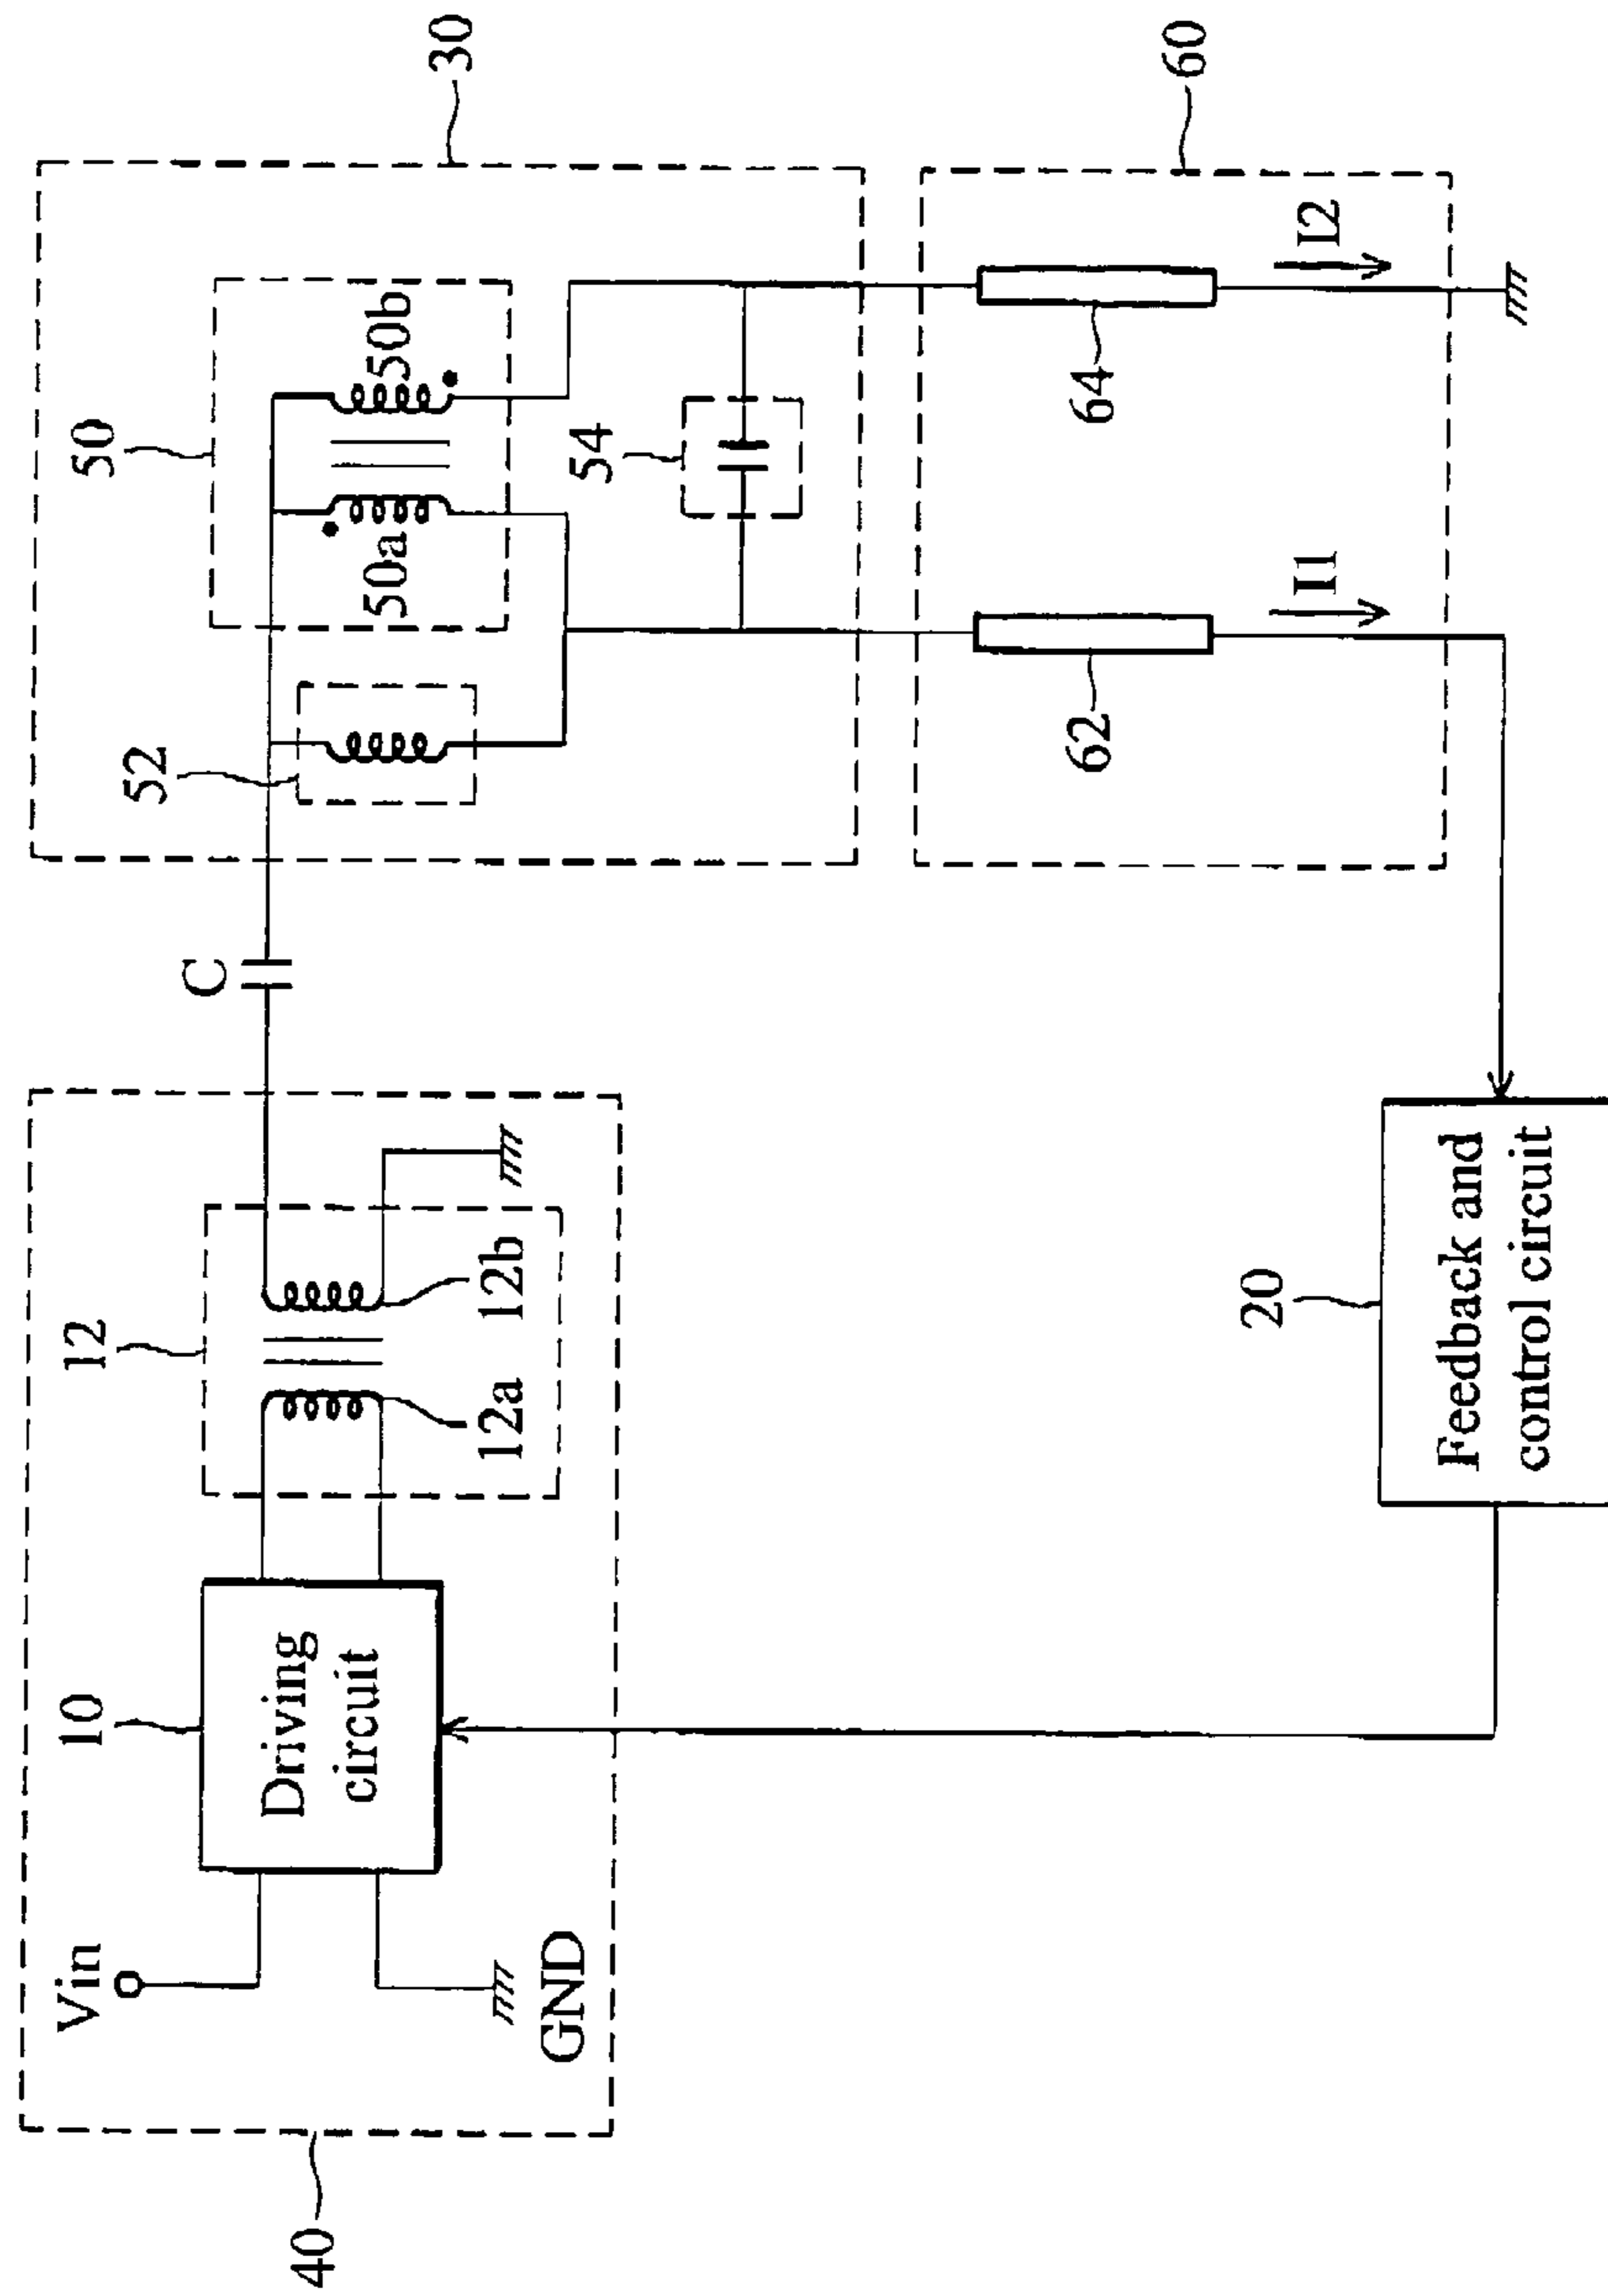 40
Vin
10
Driving
circuit
GND
12
12a
12b
C
30
52
50
50a
50b
54
60
62
64
I1
I2
20
Feedback and
control circuit